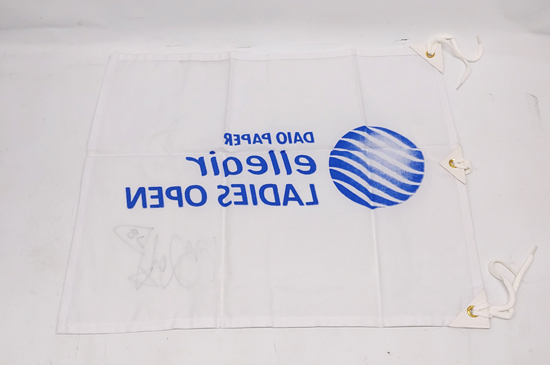 DAIO PAPER
elleair
LADIES OPEN